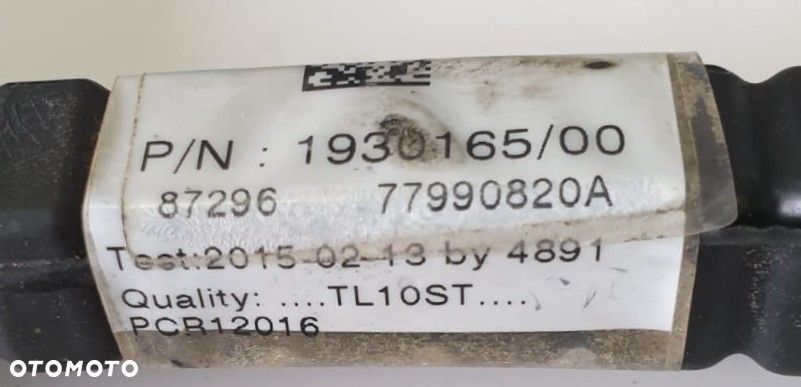 P/N : 1930165/00
87296 77990820A
Test:2015-02-13 by 4891
Quality: ....TL10ST....
PCB12016
OTOMOTO